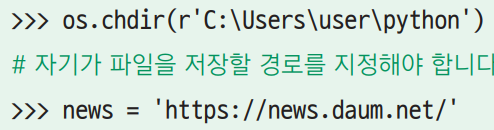 >>> os.chdir(r'C:\Users\user\python')
# 자기가 파일을 저장할 경로를 지정해야 합니다
>>> news = 'https://news.daum.net/'